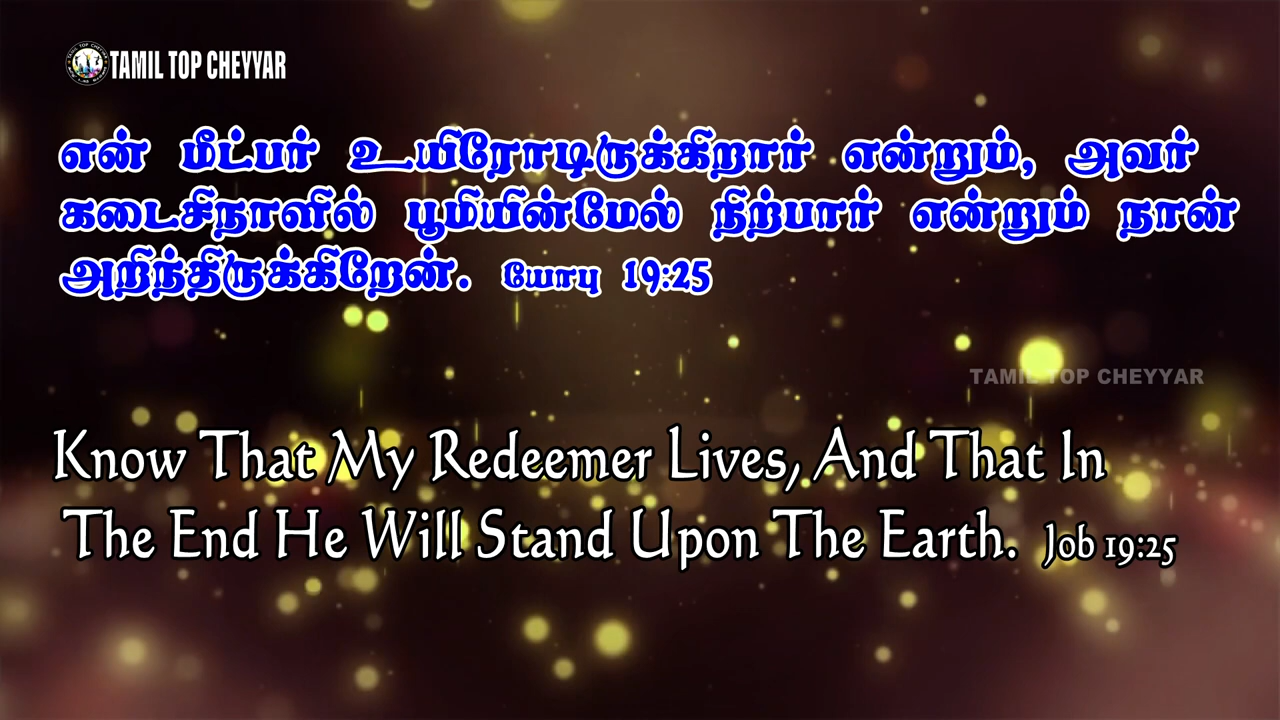 TAMIL TOP CHEYYAR
என் மீட்பர் உயிரோடிருக்கிறார் என்றும், அவர்
கடைசிநாளில் பூமியின்மேல் நிற்பார் என்றும் நான்
அறிந்திருக்கிறேன். யோபு 19:25
TAMIL TOP CHEYYAR
Know That My Redeemer Lives, And That In
The End He Will Stand Upon The Earth. Job 19:25